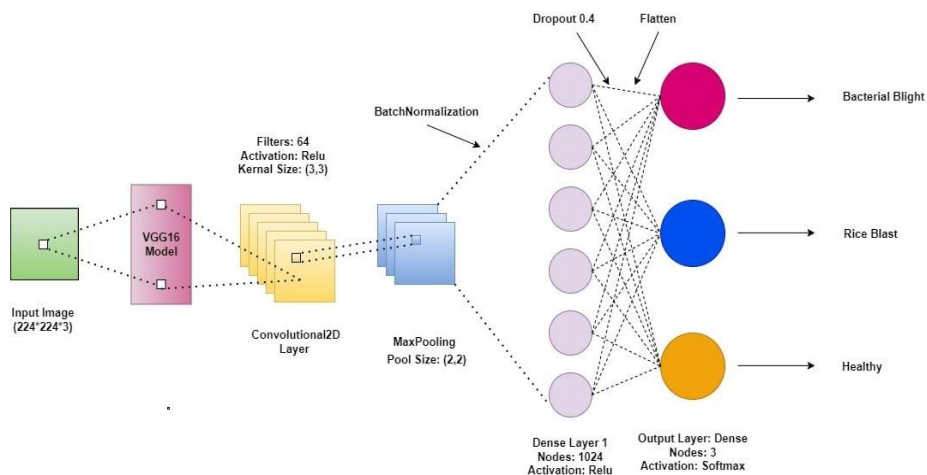 Dropout 0.4
Flatten
BatchNormalization
Bacterial Blight
Filters: 64
Activation: Relu
Kernal Size: (3,3)
VGG16
Model
Rice Blast
Input Image
(224*224*3)
Convolutional2D
Layer
MaxPooling
Pool Size: (2,2)
Healthy
Dense Layer 1
Nodes: 1024
Activation: Relu
Output Layer: Dense
Nodes: 3
Activation: Softmax